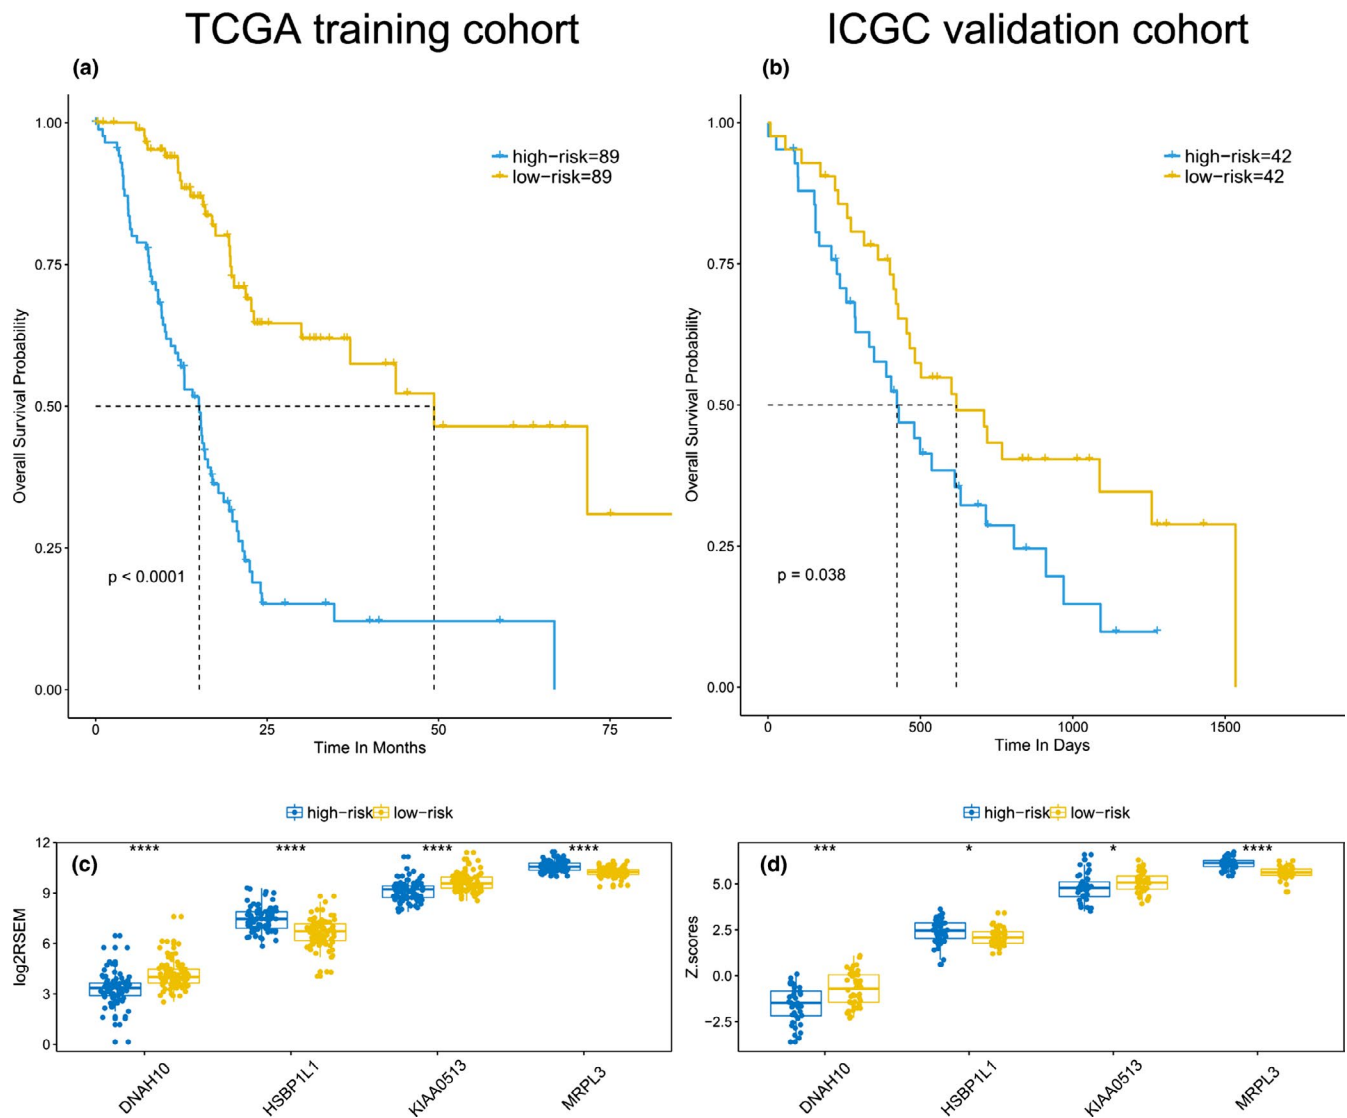 TCGA training cohort
ICGC validation cohort
(a)
1.00
0.75
0.50
0.25
0.00
Overall Survival Probability
high−risk=89
low−risk=89
p < 0.0001
0
25
50
75
Time In Months
(b)
1.00
0.75
0.50
0.25
0.00
Overall Survival Probability
high−risk=42
low−risk=42
p = 0.038
0
500
1000
1500
Time In Days
high−risk
low−risk
(c)
12
9
6
3
0
log2RSEM
****
****
****
****
DNAH10
HSBP1L1
KIAA0513
MRPL3
high−risk
low−risk
(d)
5.0
2.5
0.0
−2.5
Z.scores
***
*
*
****
DNAH10
HSBP1L1
KIAA0513
MRPL3